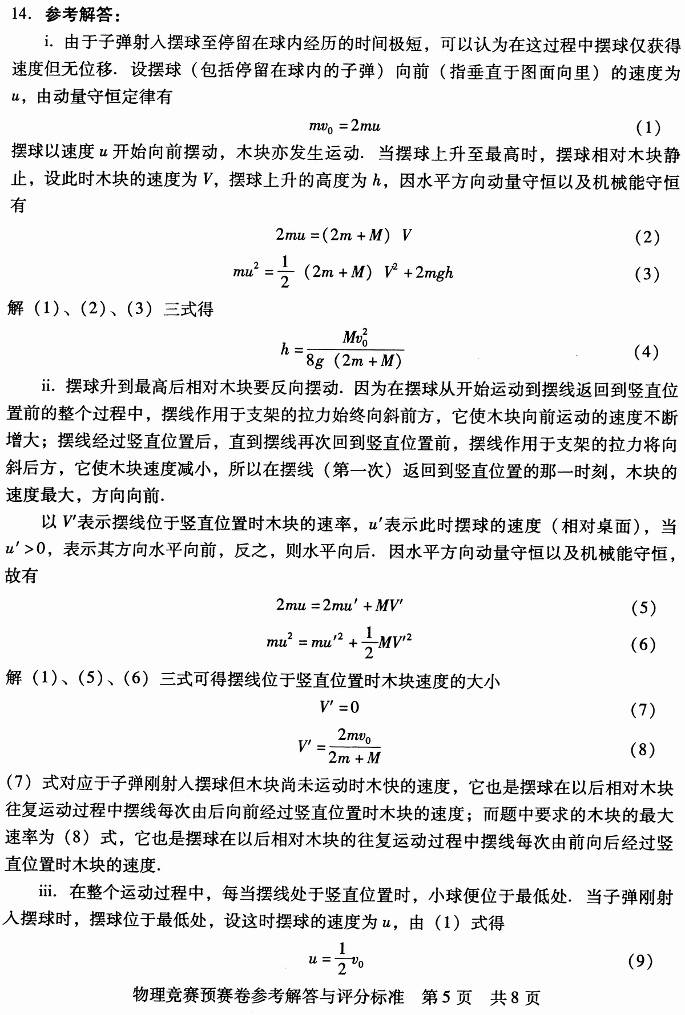 14. 参考解答:
i. 由于子弹射入摆球至停留在球内经历的时间极短，可以认为在这过程中摆球仅获得
速度但无位移. 设摆球（包括停留在球内的子弹）向前（指垂直于图面向里）的速度为
u，由动量守恒定律有
mv₀ = 2mu (1)
摆球以速度 u 开始向前摆动，木块亦发生运动. 当摆球上升至最高时，摆球相对木块静
止，设此时木块的速度为 V，摆球上升的高度为 h，因水平方向动量守恒以及机械能守恒
有
2mu = (2m + M) V (2)
mu² = 1/2 (2m + M) V² + 2mgh (3)
解（1）、（2）、（3）三式得
h = Mv₀² / 8g (2m + M) (4)
ii. 摆球升到最高后相对木块要反向摆动. 因为在摆球从开始运动到摆线返回到竖直位
置前的整个过程中，摆线作用于支架的拉力始终向斜前方，它使木块向前运动的速度不断
增大；摆线经过竖直位置后，直到摆线再次回到竖直位置前，摆线作用于支架的拉力将向
斜后方，它使木块速度减小，所以在摆线（第一次）返回到竖直位置的那一时刻，木块的
速度最大，方向向前.
以 V′表示摆线位于竖直位置时木块的速率，u′表示此时摆球的速度（相对桌面），当
u′>0，表示其方向水平向前，反之，则水平向后. 因水平方向动量守恒以及机械能守恒，
故有
2mu = 2mu′ + MV′ (5)
mu² = mu′² + 1/2 MV′² (6)
解（1）、（5）、（6）三式可得摆线位于竖直位置时木块速度的大小
V′ = 0 (7)
V′ = 2mv₀ / 2m + M (8)
（7）式对应于子弹刚射入摆球但木块尚未运动时木快的速度，它也是摆球在以后相对木块
往复运动过程中摆线每次由后向前经过竖直位置时木块的速度；而题中要求的木块的最大
速率为（8）式，它也是摆球在以后相对木块的往复运动过程中摆线每次由前向后经过竖
直位置时木块的速度.
iii. 在整个运动过程中，每当摆线处于竖直位置时，小球便位于最低处. 当子弹刚射
入摆球时，摆球位于最低处，设这时摆球的速度为 u，由（1）式得
u = 1/2 v₀ (9)
物理竞赛预赛卷参考解答与评分标准 第5页 共8页